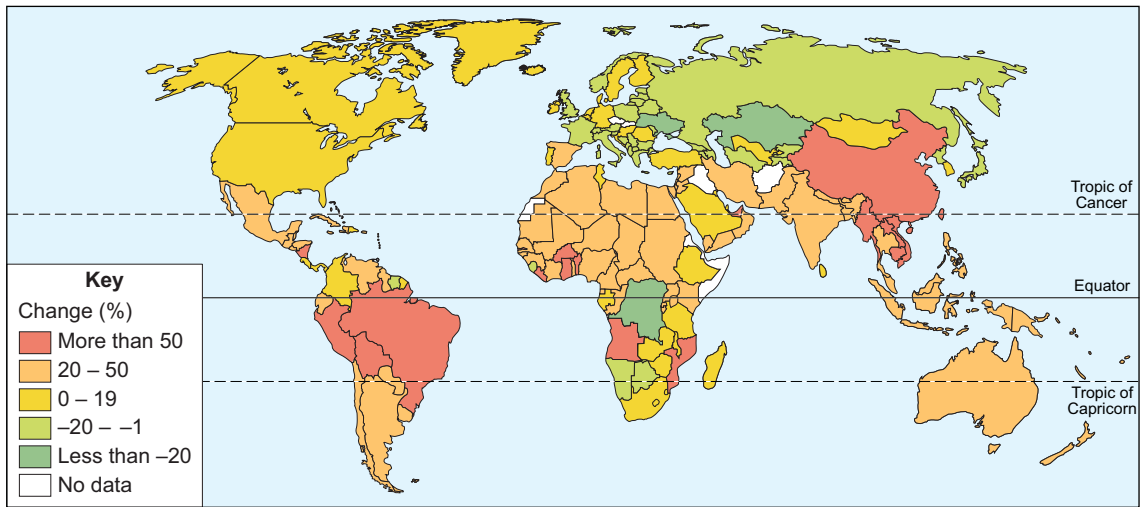 Tropic of
Cancer
Equator
Tropic of
Capricorn
Key
Change (%)
More than 50
20 – 50
0 – 19
–20 – –1
Less than –20
No data